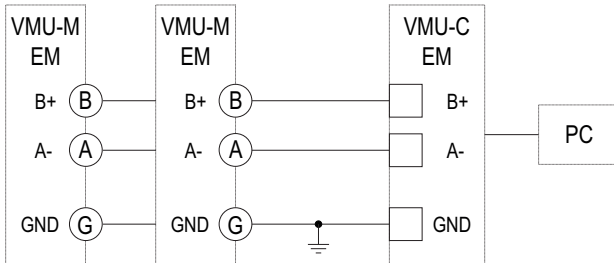 VMU-M
EM
VMU-M
EM
VMU-C
EM
B+ B
B+ B
B+
A- A
A- A
A-
PC
GND G
GND G
GND